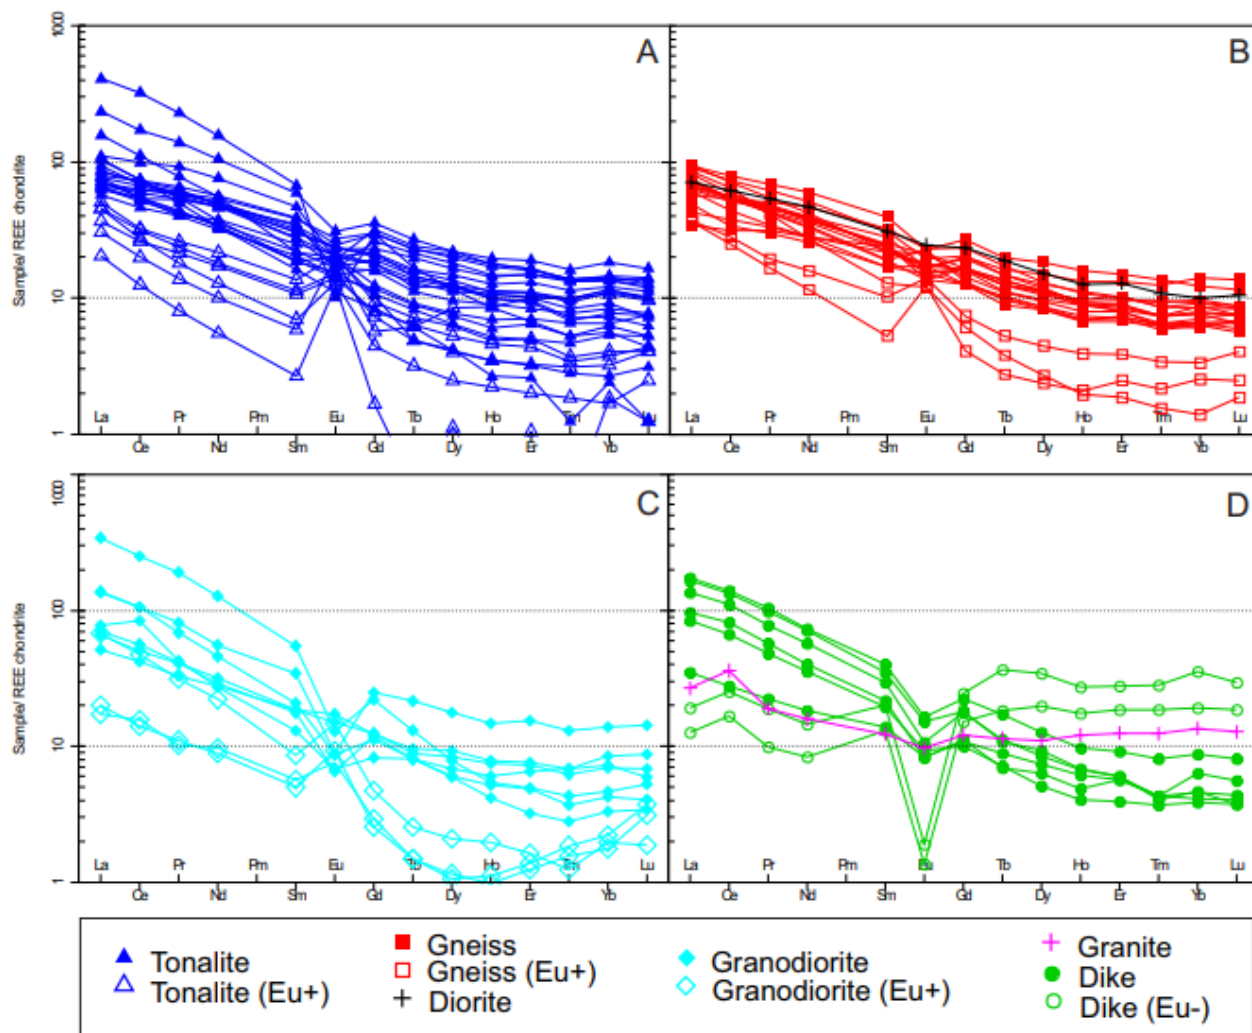 1000
A
B
100
Sample/ REE chondrite
10
1
La Pr Pm Eu Tb Ho Tm Lu
Ce Nd Sm Gd Dy Er Yb
La Pr Pm Eu Tb Ho Tm Lu
Ce Nd Sm Gd Dy Er Yb
1000
C
D
100
Sample/ REE chondrite
10
1
La Pr Pm Eu Tb Ho Tm Lu
Ce Nd Sm Gd Dy Er Yb
La Pr Pm Eu Tb Ho Tm Lu
Ce Nd Sm Gd Dy Er Yb
Tonalite
Tonalite (Eu+)
Gneiss
Gneiss (Eu+)
Diorite
Granodiorite
Granodiorite (Eu+)
Granite
Dike
Dike (Eu-)